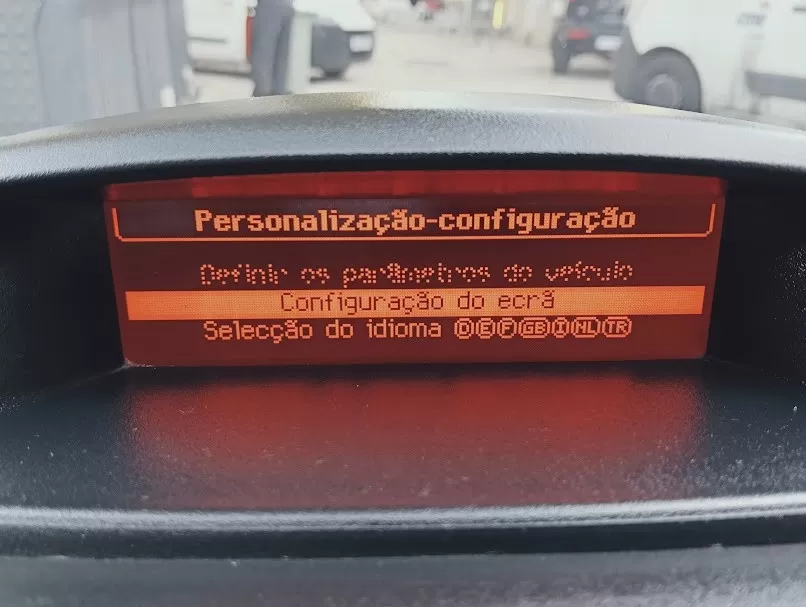 Personalização-configuração
Definir os parâmetros do veículo
Configuração do ecrã
Selecção do idioma D E F GB I NL TR